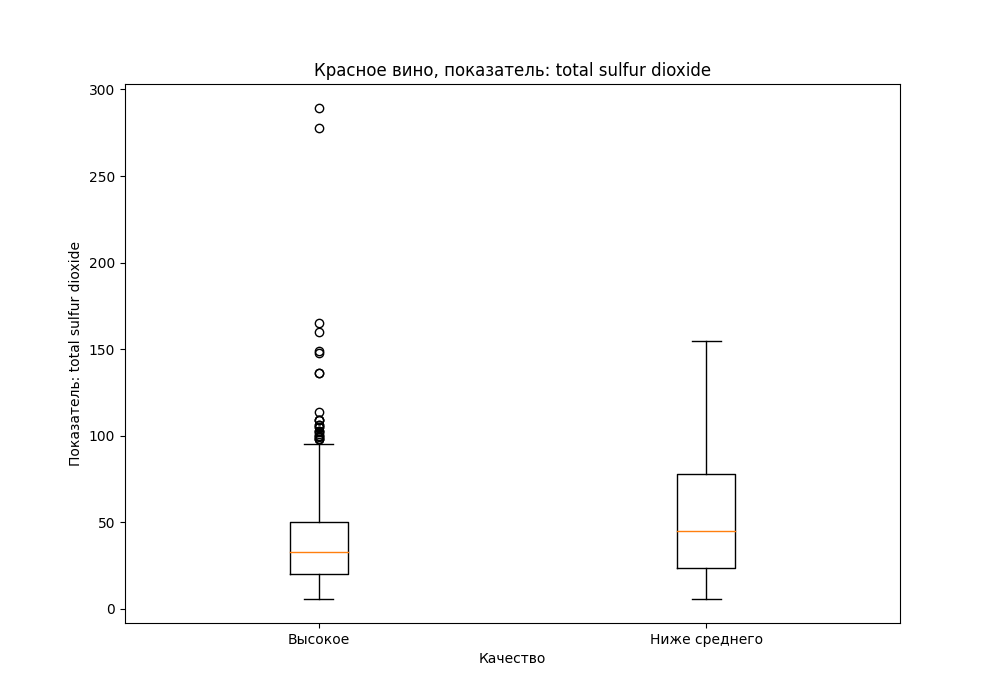 Красное вино, показатель: total sulfur dioxide
Показатель: total sulfur dioxide
300
250
200
150
100
50
0
Высокое
Ниже среднего
Качество